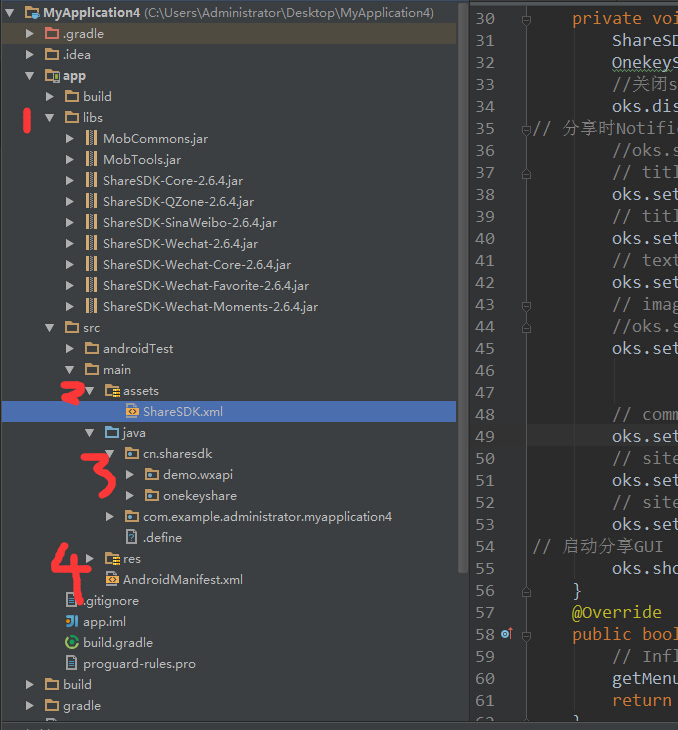 MyApplication4 (C:\Users\Administrator\Desktop\MyApplication4)
.gradle
.idea
app
build
1 libs
MobCommons.jar
MobTools.jar
ShareSDK-Core-2.6.4.jar
ShareSDK-QZone-2.6.4.jar
ShareSDK-SinaWeibo-2.6.4.jar
ShareSDK-Wechat-2.6.4.jar
ShareSDK-Wechat-Core-2.6.4.jar
ShareSDK-Wechat-Favorite-2.6.4.jar
ShareSDK-Wechat-Moments-2.6.4.jar
src
androidTest
main
2 assets
ShareSDK.xml
java
3 cn.sharesdk
demo.wxapi
onekeyshare
com.example.administrator.myapplication4
.define
4 res
AndroidManifest.xml
.gitignore
app.iml
build.gradle
proguard-rules.pro
build
gradle
30 private voi
31 ShareSD
32 OnekeyS
33 //关闭s
34 oks.dis
35 // 分享时Notific
36 //oks.s
37 // titl
38 oks.set
39 // titl
40 oks.set
41 // text
42 oks.set
43 // imag
44 //oks.s
45 oks.set
46
47
48 // comm
49 oks.set
50 // site
51 oks.set
52 // site
53 oks.set
54 // 启动分享GUI
55 oks.sho
56 }
57 @Override
58 public bool
59 // Infl
60 getMenu
61 return
62 }